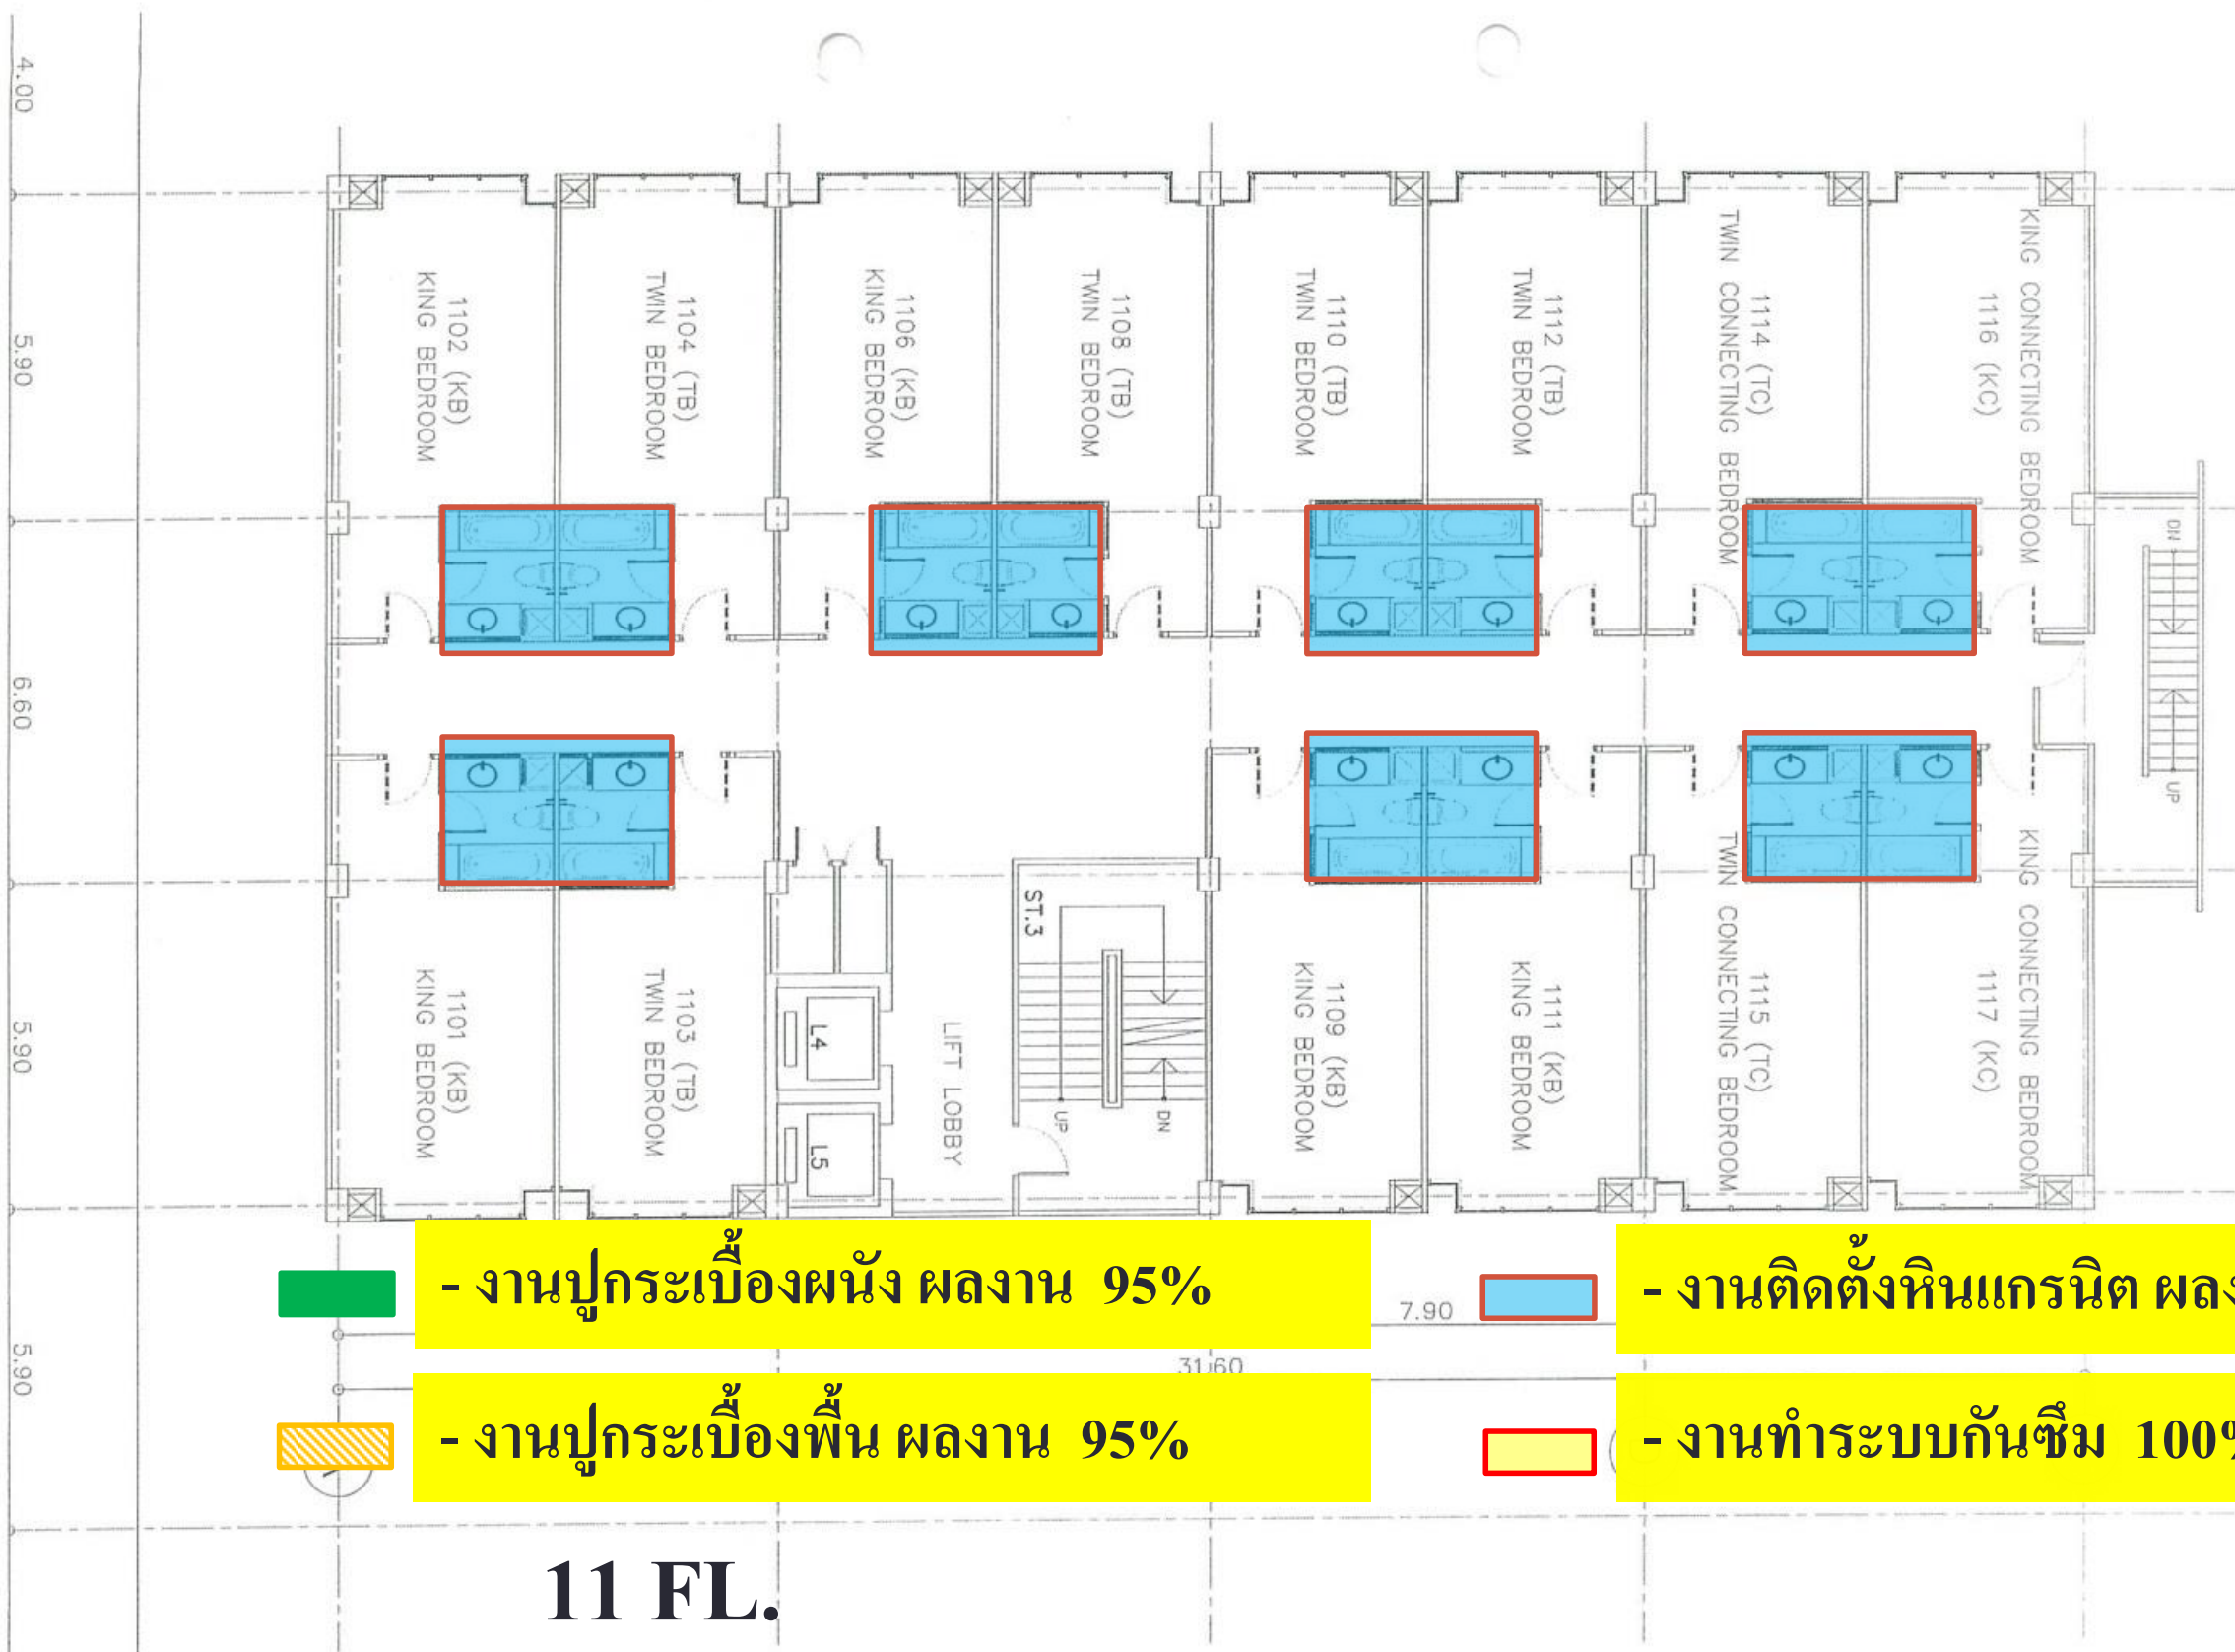 4.00
5.90
6.60
5.90
5.90
1102 (KB)
KING BEDROOM
1104 (TB)
TWIN BEDROOM
1106 (KB)
KING BEDROOM
1108 (TB)
TWIN BEDROOM
1110 (TB)
TWIN BEDROOM
1112 (TB)
TWIN BEDROOM
1114 (TC)
TWIN CONNECTING BEDROOM
KING CONNECTING BEDROOM
1116 (KC)
DN
UP
1101 (KB)
KING BEDROOM
1103 (TB)
TWIN BEDROOM
L4
L5
LIFT LOBBY
ST.3
UP
DN
1109 (KB)
KING BEDROOM
1111 (KB)
KING BEDROOM
1115 (TC)
TWIN CONNECTING BEDROOM
KING CONNECTING BEDROOM
1117 (KC)
- งานปูกระเบื้องผนัง ผลงาน 95%
7.90
- งานติดตั้งหินแกรนิต
31.60
- งานปูกระเบื้องพื้น ผลงาน 95%
- งานทำระบบกันซึม 100%
11 FL.